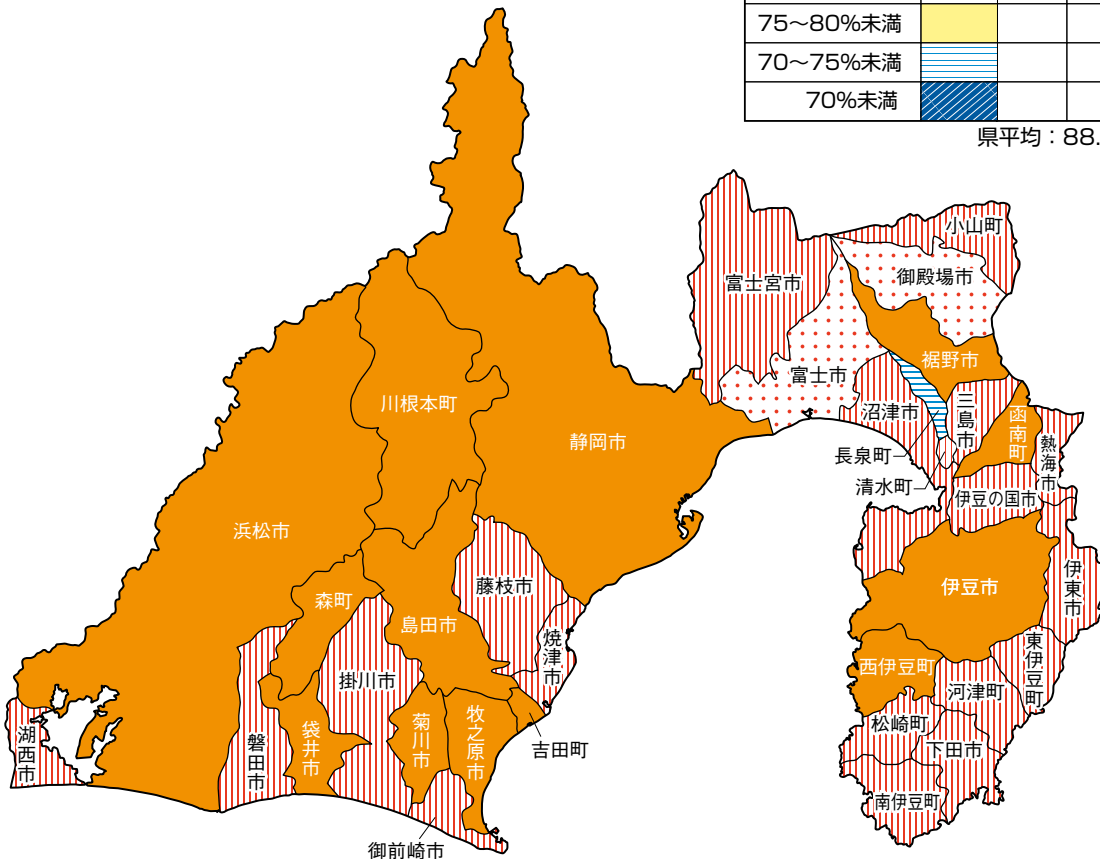 75～80%未満
70～75%未満
70%未満
県平均：88.
小山町
御殿場市
富士宮市
裾野市
富士市
沼津市
三島市
函南町
熱海市
長泉町
清水町
伊豆の国市
川根本町
静岡市
浜松市
森町
藤枝市
島田市
焼津市
伊豆市
伊東市
掛川市
西伊豆町
東伊豆町
河津町
松崎町
下田市
南伊豆町
湖西市
磐田市
袋井市
菊川市
牧之原市
吉田町
御前崎市